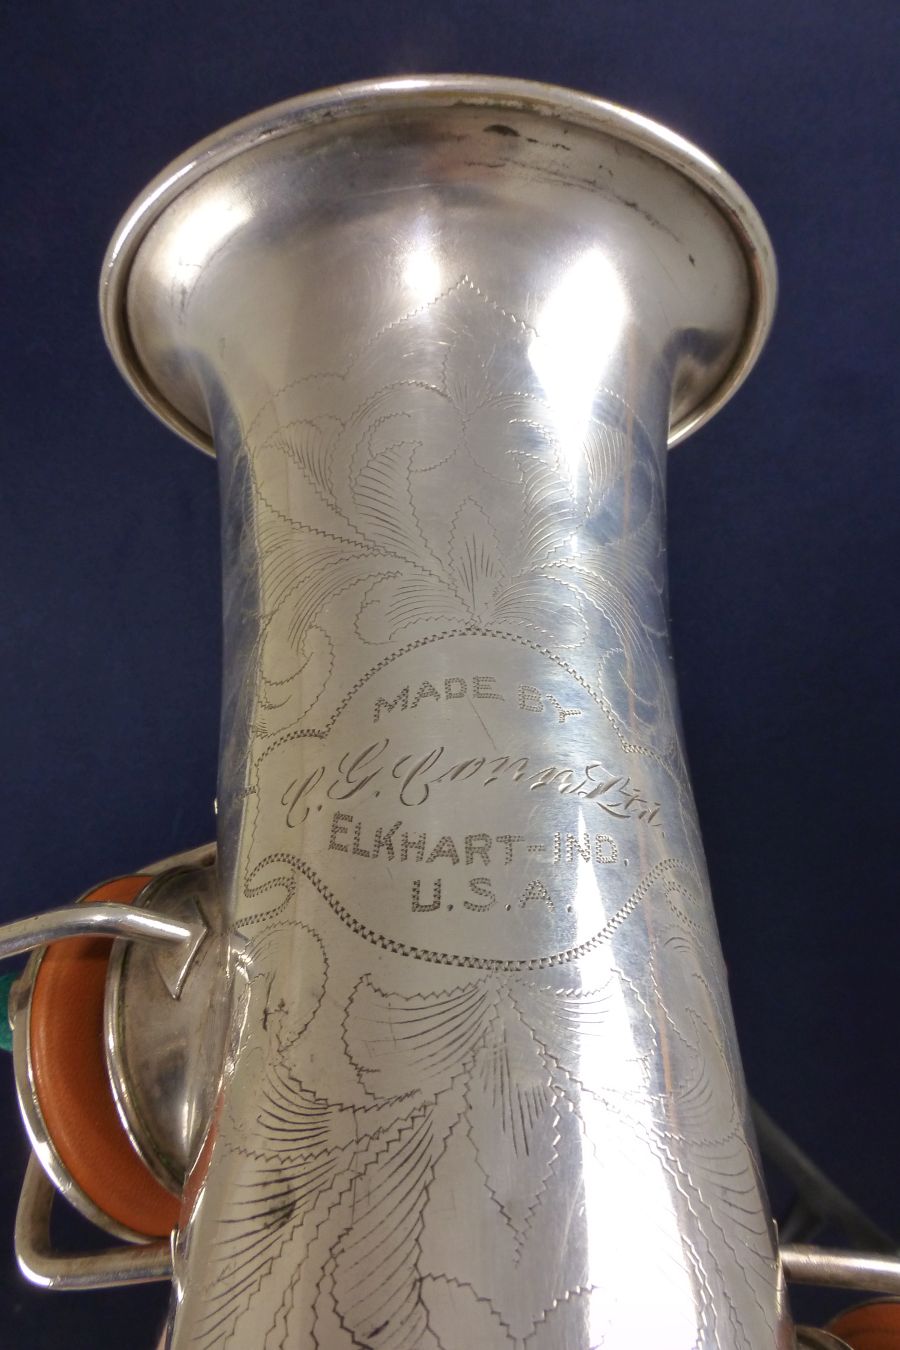 MADE BY
C.G. Conn Ltd.
ELKHART-IND.
U.S.A.